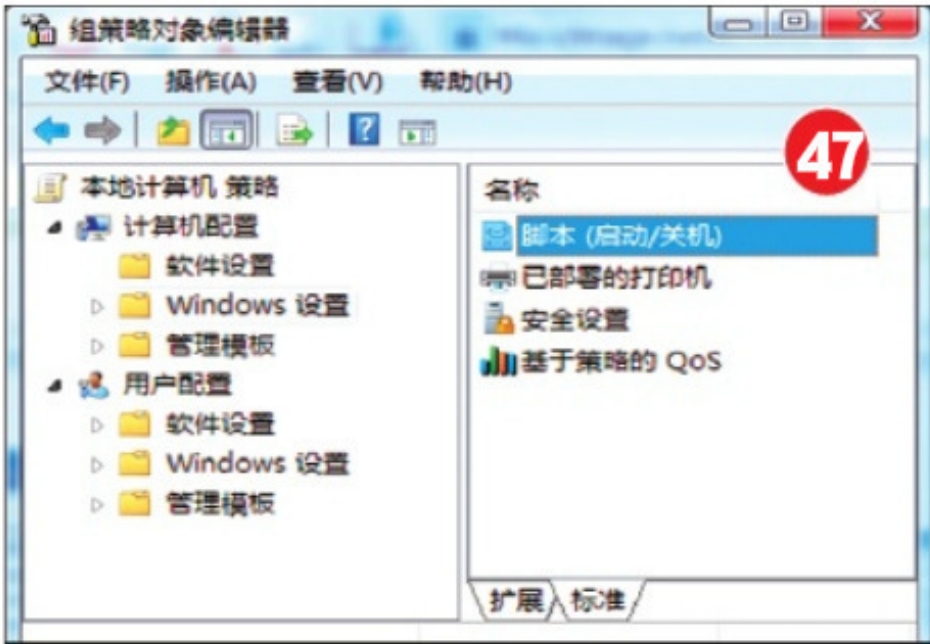 组策略对象编辑器
文件(F) 操作(A) 查看(V) 帮助(H)
47
本地计算机 策略
计算机配置
软件设置
Windows 设置
管理模板
用户配置
软件设置
Windows 设置
管理模板
名称
脚本 (启动/关机)
已部署的打印机
安全设置
基于策略的 QoS
扩展 标准